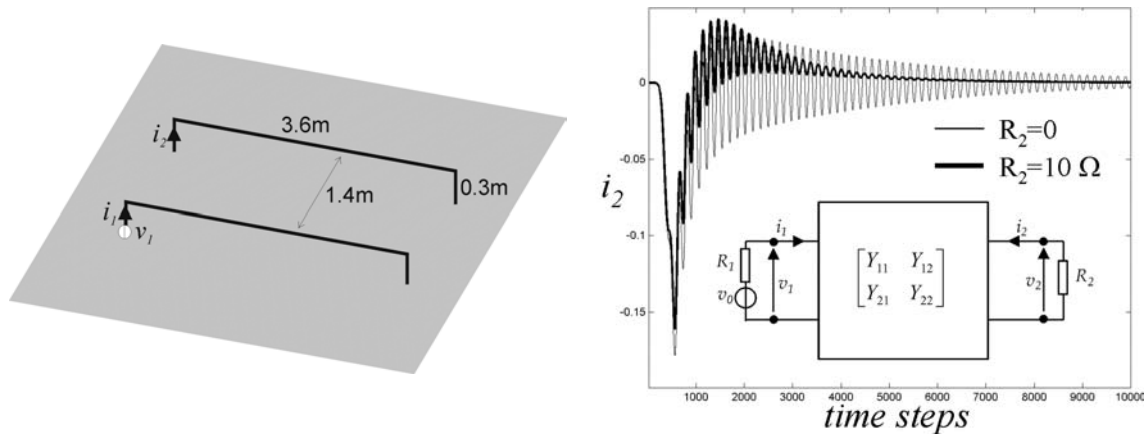 3.6m
i2
0.3m
1.4m
i1
v1
0
-0.05
i2
-0.1
-0.15
R2=0
R2=10 Ω
i1
i2
R1
v1
v0
Y11 Y12
Y21 Y22
v2
R2
1000 2000 3000 4000 5000 6000 7000 8000 9000 10000
time steps